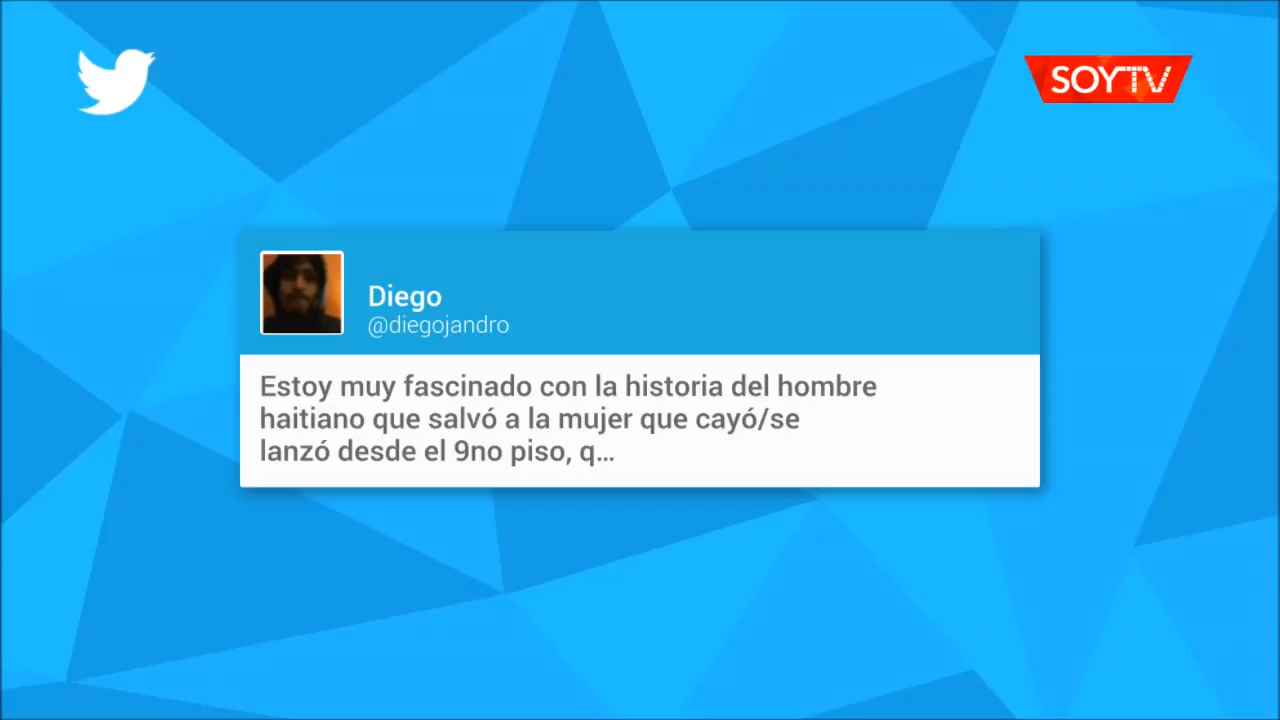 SOYTV
Diego
@diegojandro
Estoy muy fascinado con la historia del hombre
haitiano que salvó a la mujer que cayó/se
lanzó desde el 9no piso, q...